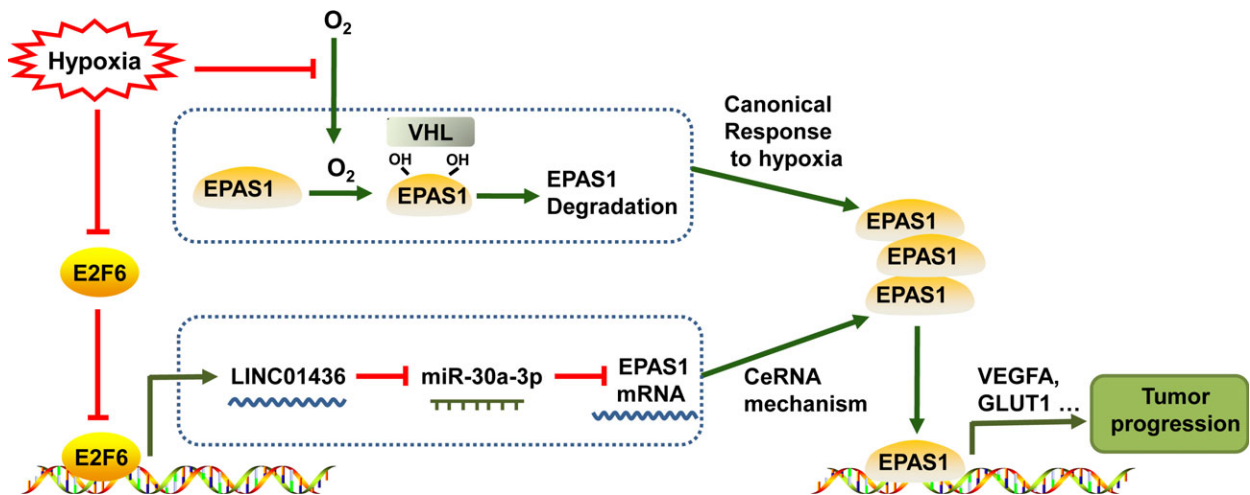 O2
Hypoxia
Canonical
Response
to hypoxia
VHL
OH
OH
O2
EPAS1
EPAS1
EPAS1
Degradation
EPAS1
EPAS1
EPAS1
E2F6
LINC01436
miR-30a-3p
EPAS1
mRNA
CeRNA
mechanism
VEGFA,
GLUT1 ...
Tumor
progression
E2F6
EPAS1